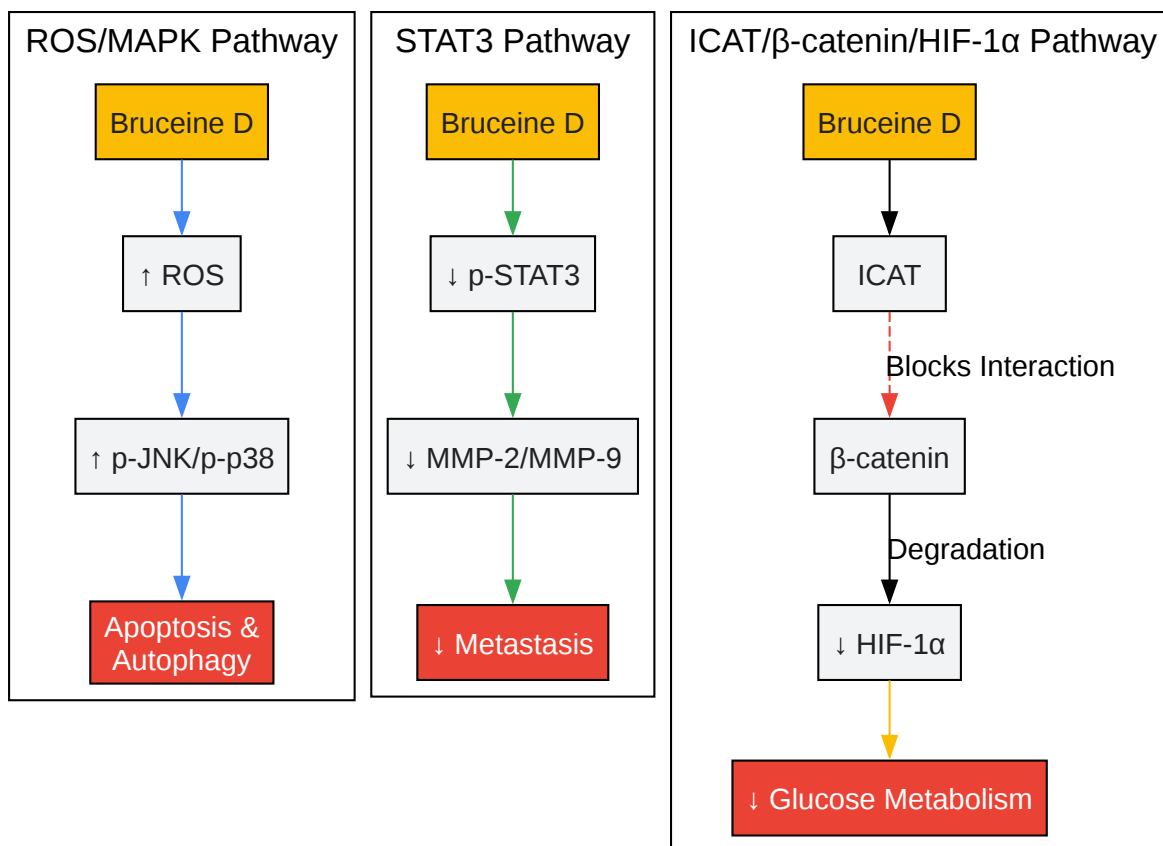 ROS/MAPK Pathway
Bruceine D
↑ ROS
↑ p-JNK/p-p38
Apoptosis &
Autophagy
STAT3 Pathway
Bruceine D
↓ p-STAT3
↓ MMP-2/MMP-9
↓ Metastasis
ICAT/β-catenin/HIF-1α Pathway
Bruceine D
ICAT
Blocks Interaction
β-catenin
Degradation
↓ HIF-1α
↓ Glucose Metabolism